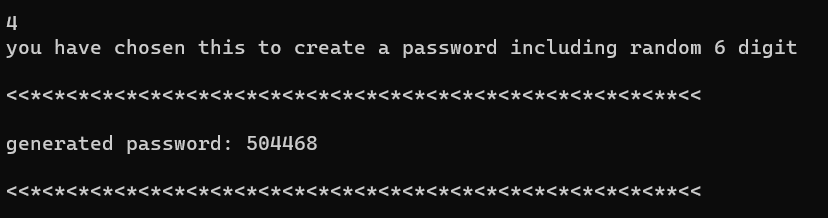 4
you have chosen this to create a password including random 6 digit
<<*<*<*<*<*<*<*<*<*<*<*<*<*<*<*<*<*<*<*<*<*<*<*<*<*<*<**<<
generated password: 504468
<<*<*<*<*<*<*<*<*<*<*<*<*<*<*<*<*<*<*<*<*<*<*<*<*<*<*<**<<